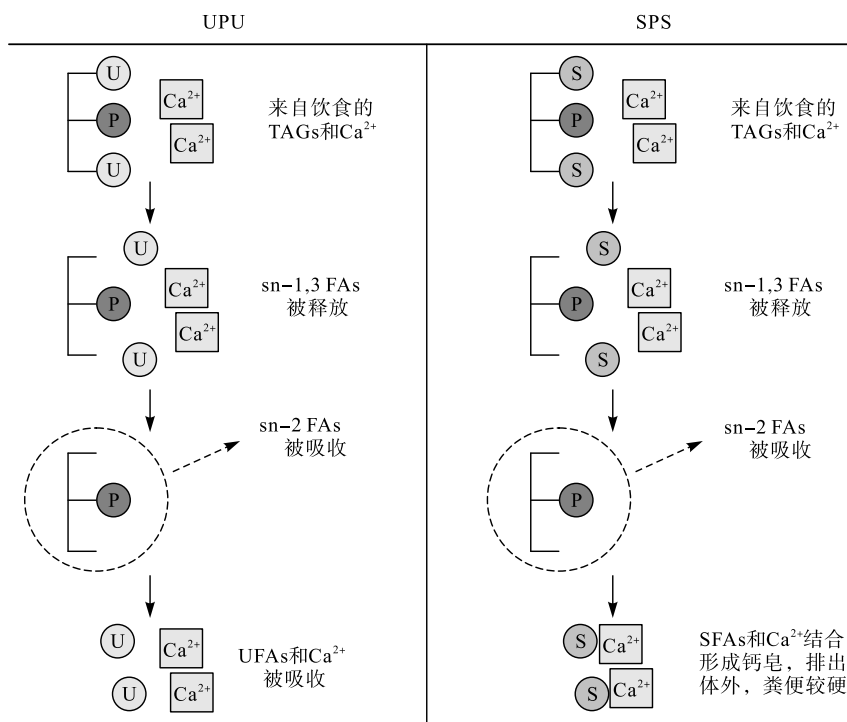 UPU
SPS
U
P
U
Ca²⁺
Ca²⁺
来自饮食的
TAGs和Ca²⁺
S
P
S
Ca²⁺
Ca²⁺
来自饮食的
TAGs和Ca²⁺
U
P
U
Ca²⁺
Ca²⁺
sn-1,3 FAs
被释放
S
P
S
Ca²⁺
Ca²⁺
sn-1,3 FAs
被释放
sn-2 FAs
被吸收
P
sn-2 FAs
被吸收
P
U
U
Ca²⁺
Ca²⁺
UFAs和Ca²⁺
被吸收
S
S
Ca²⁺
Ca²⁺
SFAs和Ca²⁺结合
形成钙皂，排出
体外，粪便较硬